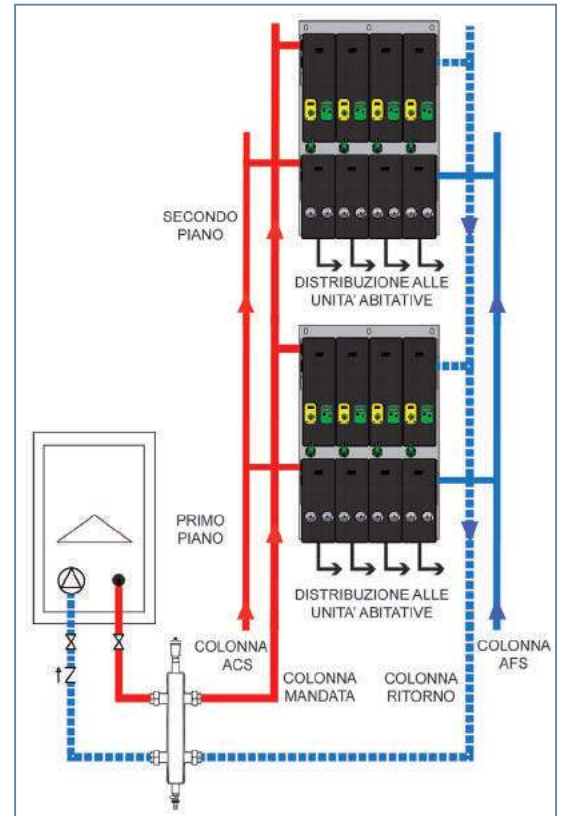 SECONDO
PIANO
DISTRIBUZIONE ALLE
UNITA' ABITATIVE
PRIMO
PIANO
DISTRIBUZIONE ALLE
UNITA' ABITATIVE
COLONNA
ACS
COLONNA
MANDATA
COLONNA
RITORNO
COLONNA
AFS